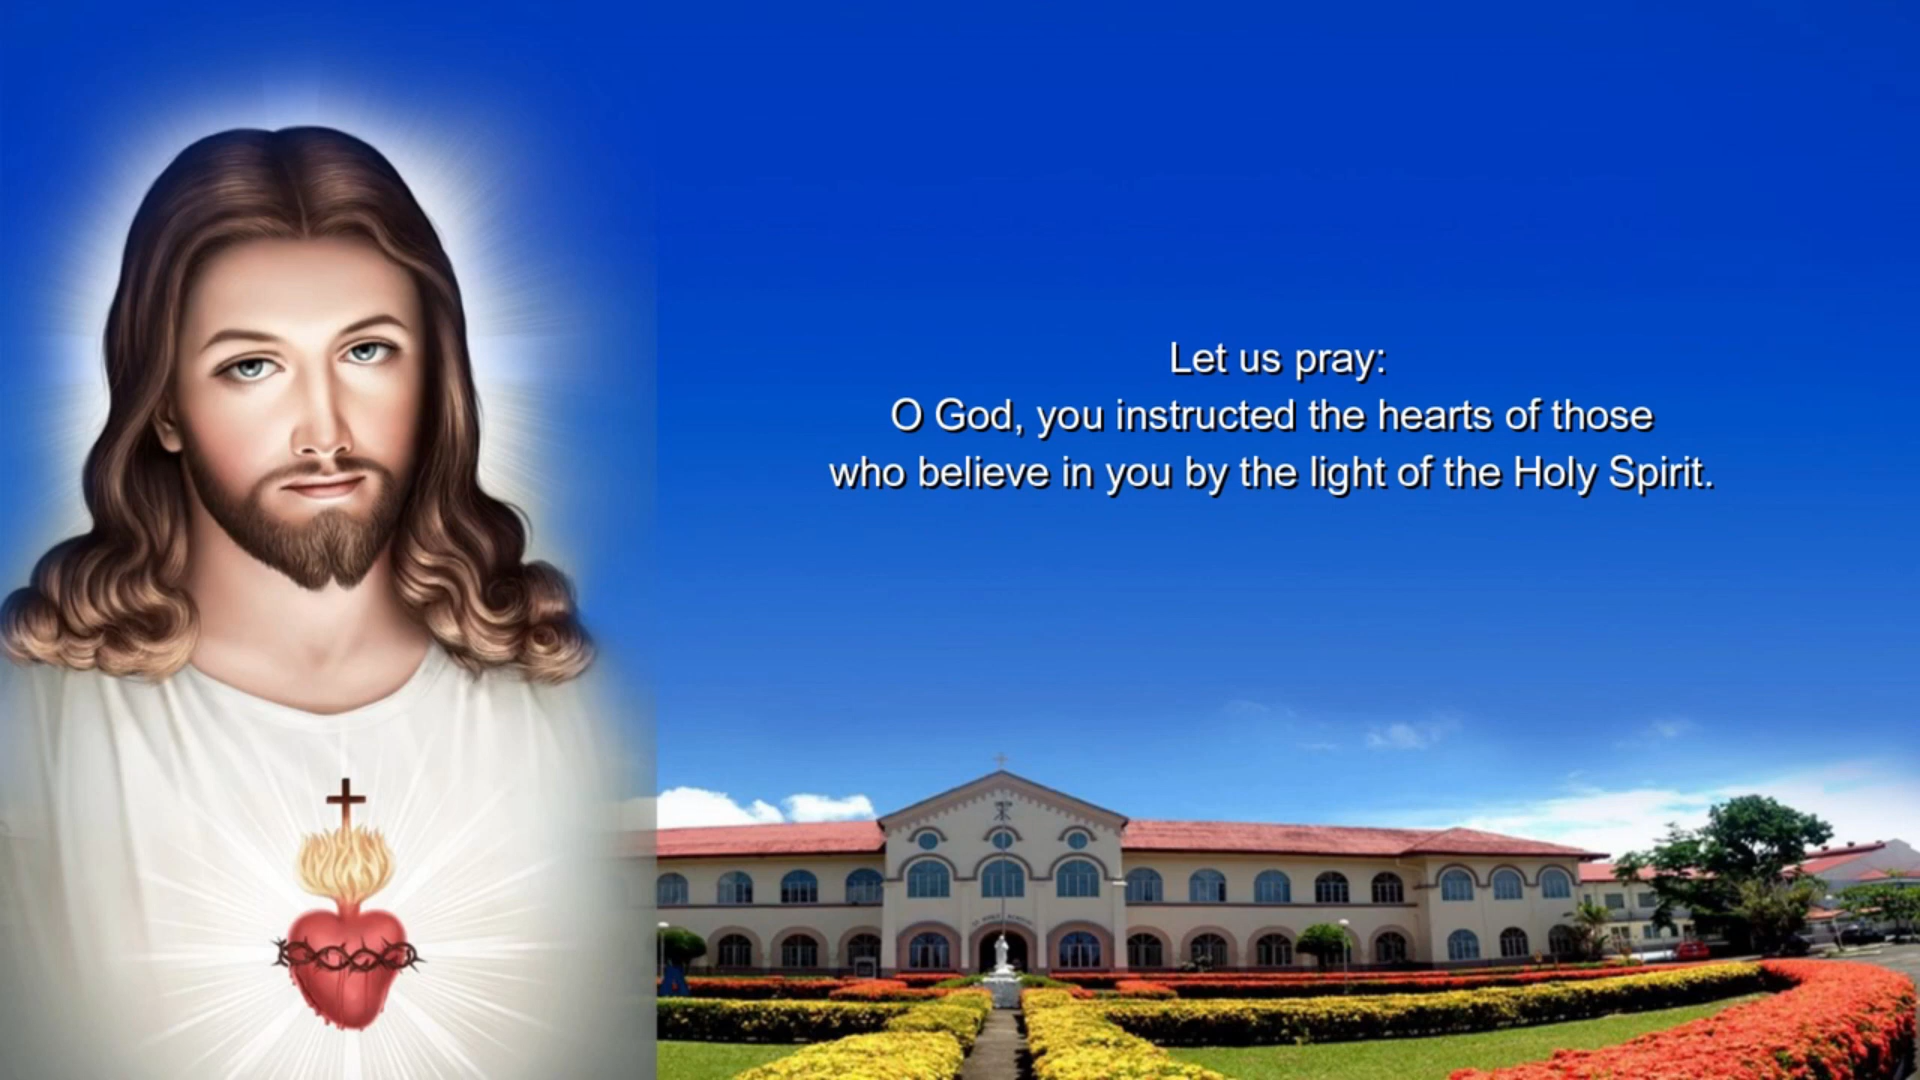 Let us pray:
O God, you instructed the hearts of those
who believe in you by the light of the Holy Spirit.